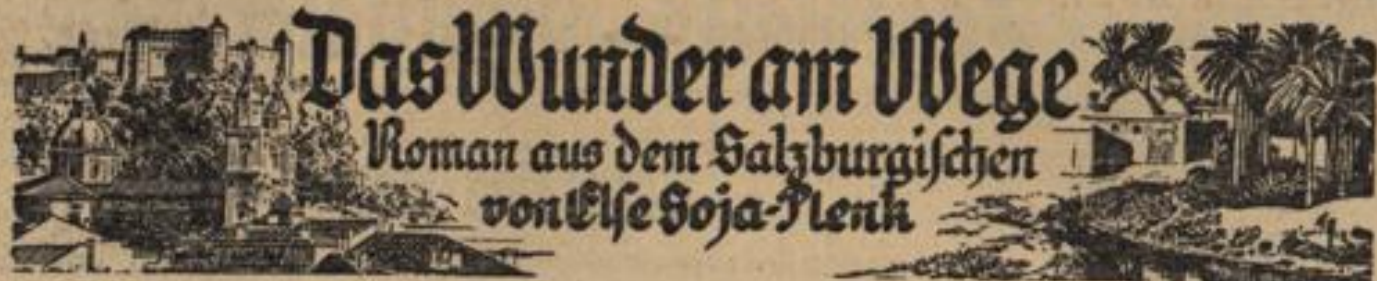 Das Wunder am Wege
Roman aus dem Salzburgischen
von Else Soja-Plenk